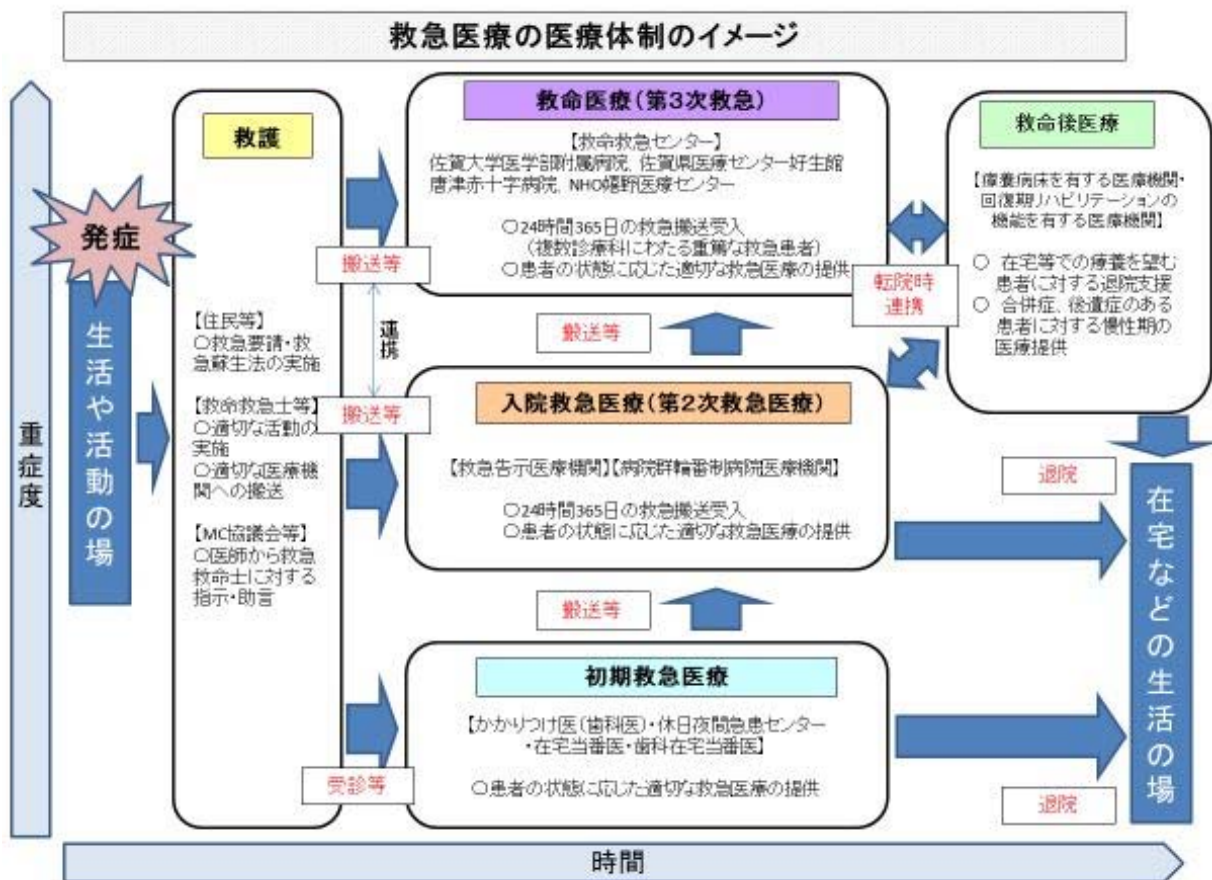 救急医療の医療体制のイメージ
重症度
発症
生活や活動の場
救護
【住民等】
○救急要請・救
急蘇生法の実施
【救命救急士等】
○適切な活動の
実施
○適切な医療機
関への搬送
【MC協議会等】
○医師から救急
救命士に対する
指示・助言
搬送等
連携
搬送等
受診等
救命医療(第3次救急)
【救命救急センター】
佐賀大学医学部附属病院、佐賀県医療センター好生館
唐津赤十字病院、NHO嬉野医療センター
○24時間365日の救急搬送受入
(複数診療科にわたる重篤な救急患者)
○患者の状態に応じた適切な救急医療の提供
搬送等
入院救急医療(第2次救急医療)
【救急告示医療機関】【病院群輪番制病院医療機関】
○24時間365日の救急搬送受入
○患者の状態に応じた適切な救急医療の提供
搬送等
初期救急医療
【かかりつけ医(歯科医)・休日夜間急患センター
・在宅当番医・歯科在宅当番医】
○患者の状態に応じた適切な救急医療の提供
転院時
連携
救命後医療
【療養病床を有する医療機関・
回復期リハビリテーションの
機能を有する医療機関】
○ 在宅等での療養を望む
患者に対する退院支援
○ 合併症、後遺症のある
患者に対する慢性期の
医療提供
退院
退院
在宅などの生活の場
時間